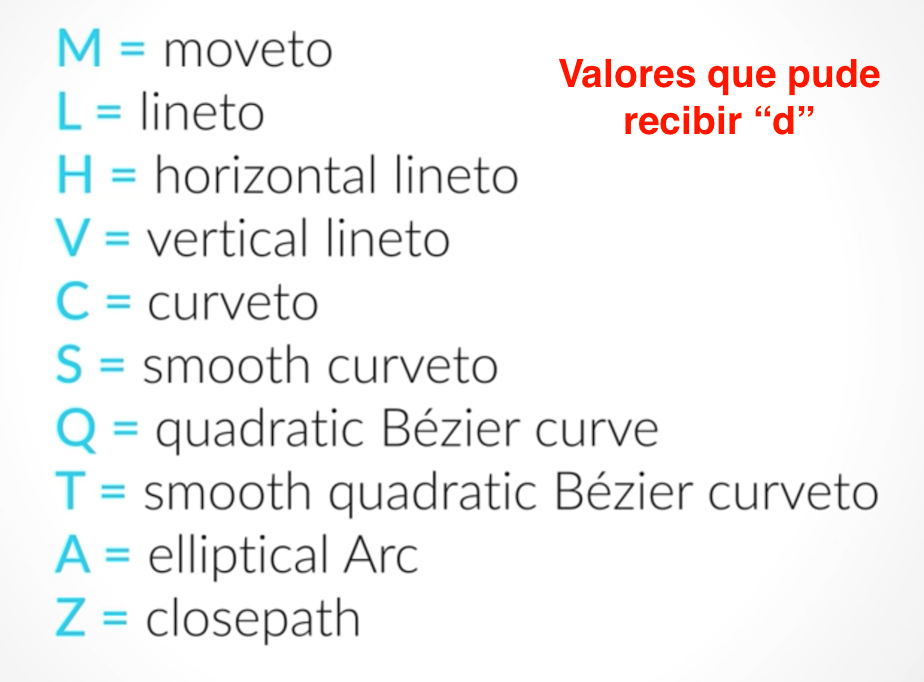 M = moveto
L = lineto
H = horizontal lineto
V = vertical lineto
C = curveto
S = smooth curveto
Q = quadratic Bézier curve
T = smooth quadratic Bézier curveto
A = elliptical Arc
Z = closepath
Valores que pude
recibir “d”